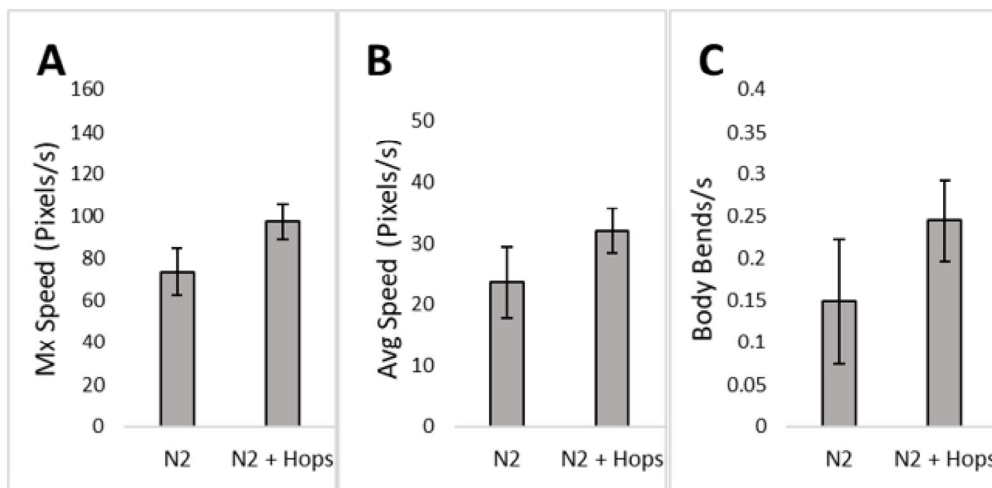 A
Mx Speed (Pixels/s)
160
140
120
100
80
60
40
20
0
N2
N2 + Hops
B
Avg Speed (Pixels/s)
50
40
30
20
10
0
N2
N2 + Hops
C
Body Bends/s
0.4
0.35
0.3
0.25
0.2
0.15
0.1
0.05
0
N2
N2 + Hops